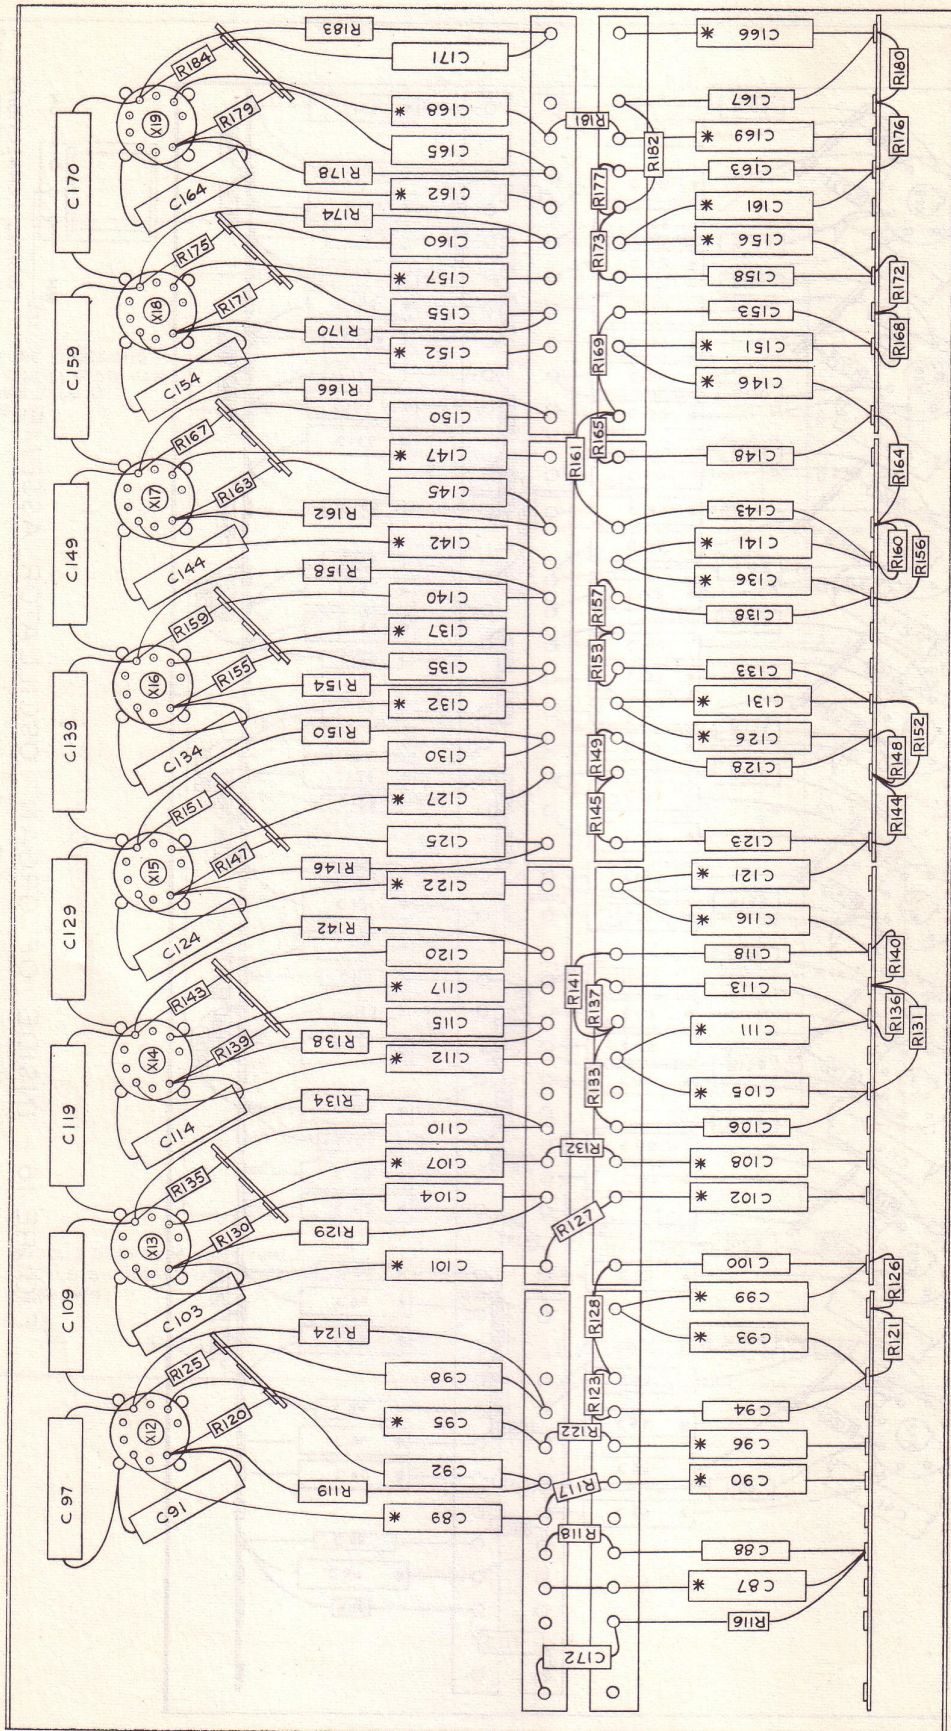 R183
C171
* C166
R184
R180
C167
X19
R179
* C168
R181
* C169
R176
C170
C165
R182
R178
C163
C164
* C162
R177
* C161
R174
R175
C160
R173
* C156
R172
* C157
C158
R171
X18
C155
C153
R168
C159
R170
* C152
R169
* C151
C154
R166
* C146
C150
R167
R165
* C147
R161
C148
R164
X17
R163
C145
R162
C143
C149
* C142
* C141
R160
R156
C144
R158
* C136
C140
R157
C138
R159
* C137
X16
R155
C135
R153
C133
R154
* C132
* C131
C139
R150
* C126
R152
C134
C130
R149
C128
R148
R151
* C127
R145
R144
X15
R147
C125
C123
R146
* C122
* C121
C129
C124
R142
* C116
C120
C118
R140
R143
* C117
R141
C113
R137
R136
R131
X14
R139
C115
* C111
R138
* C112
C119
R134
R133
* C105
C114
C110
C106
R135
* C107
R132
* C108
X13
R130
C104
* C102
R129
R127
C109
* C101
C100
R126
C103
* C99
R124
R128
* C93
R121
R125
C98
R123
X12
R120
* C95
C94
R122
* C96
C97
C92
* C90
R119
R117
C91
* C89
R118
C88
* C87
R116
C172